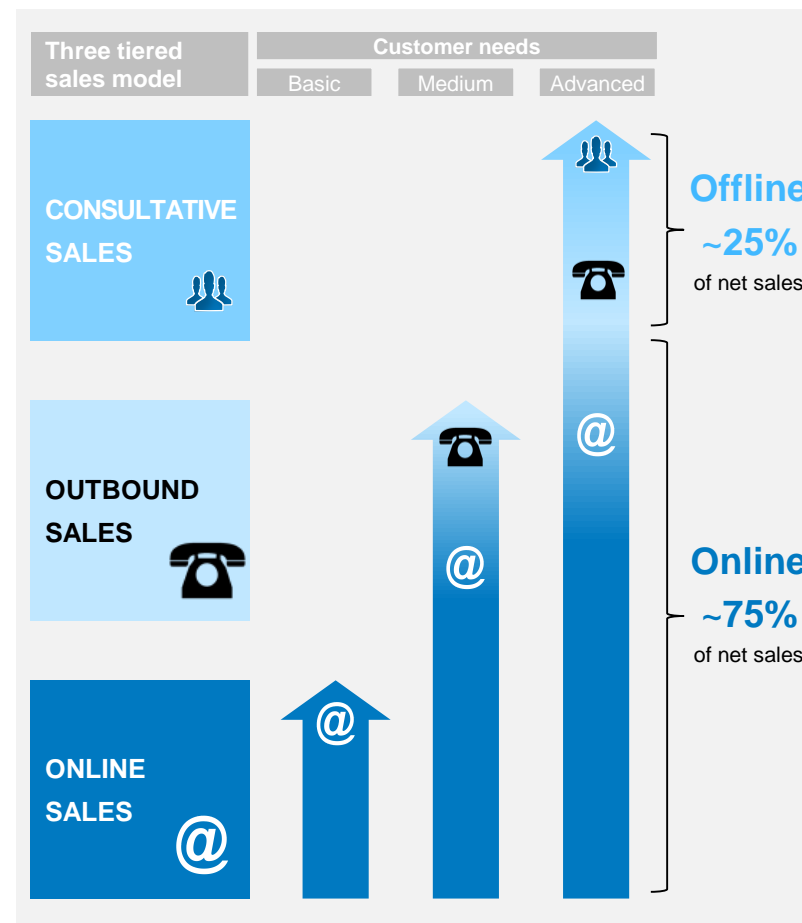 Three tiered
sales model
Customer needs
Basic
Medium
Advanced
CONSULTATIVE
SALES
Offline
~25%
of net sales
OUTBOUND
SALES
@
@
Online
~75%
of net sales
@
ONLINE
SALES
@